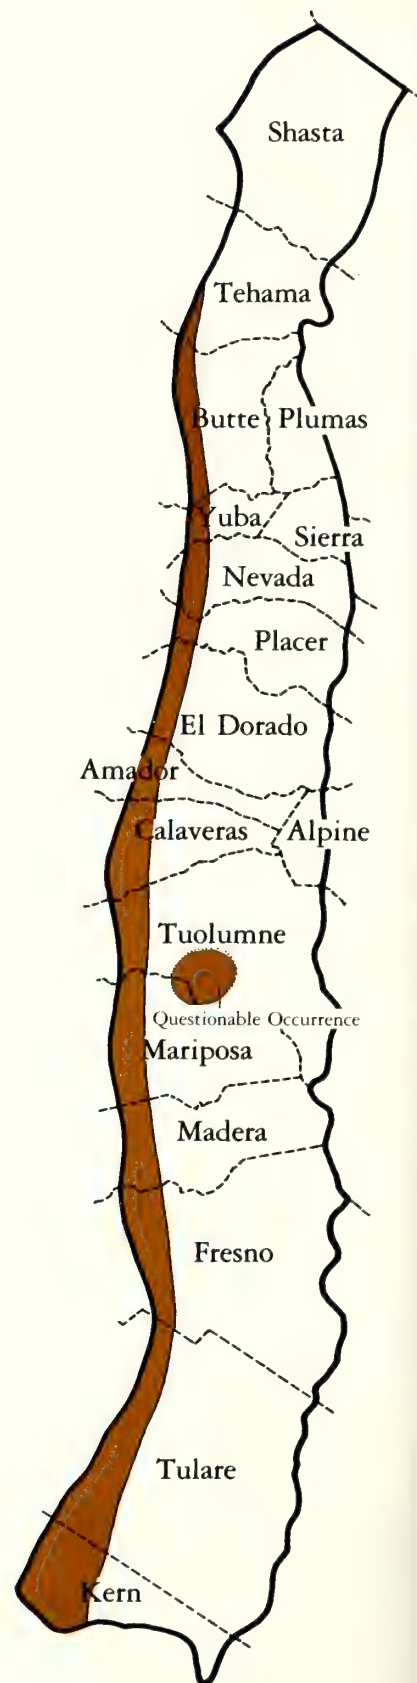 Shasta
Tehama
Butte Plumas
Yuba
Sierra
Nevada
Placer
El Dorado
Amador
Calaveras Alpine
Tuolumne
Questionable Occurrence
Mariposa
Madera
Fresno
Tulare
Kern